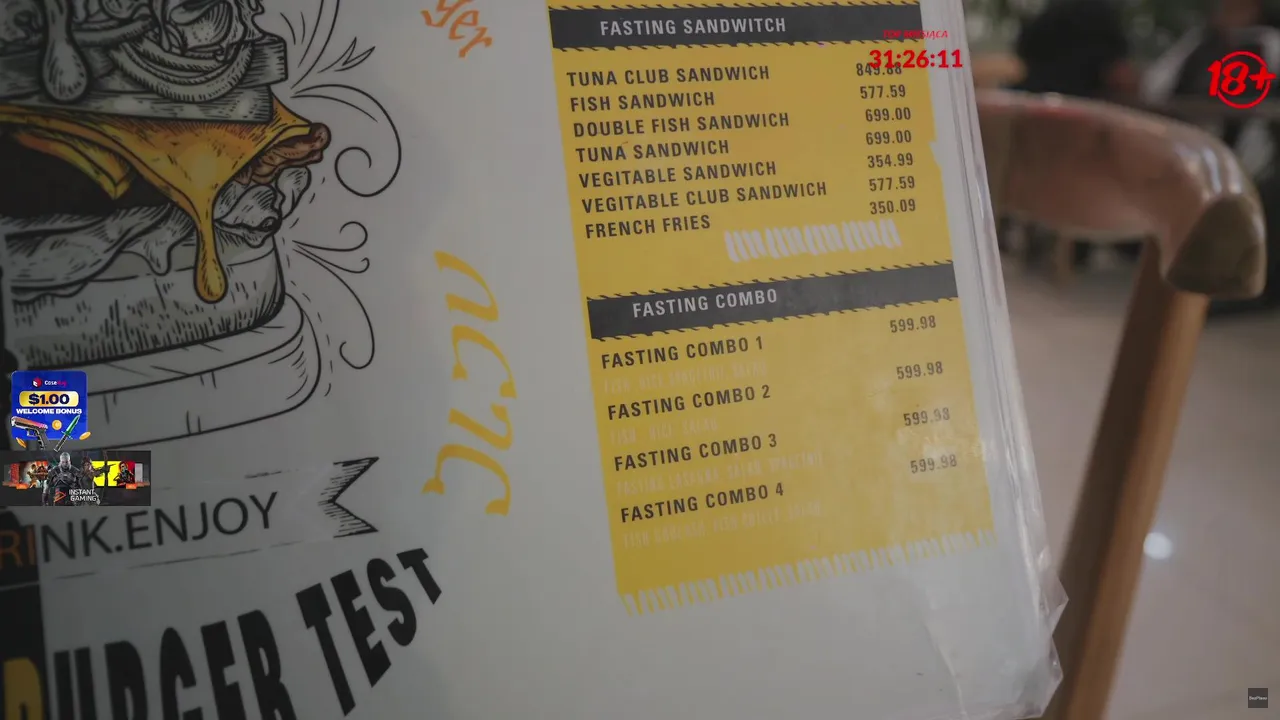 FASTING SANDWITCH
TUNA CLUB SANDWICH 849.88
FISH SANDWICH 577.59
DOUBLE FISH SANDWICH 699.00
TUNA SANDWICH 699.00
VEGITABLE SANDWICH 354.99
VEGITABLE CLUB SANDWICH 577.59
FRENCH FRIES 350.09
FASTING COMBO
FASTING COMBO 1 599.98
FASTING COMBO 2 599.98
FASTING COMBO 3 599.98
FASTING COMBO 4 599.98
RINK.ENJOY
BURGER TEST
31:26:11
18+
$1.00
WELCOME BONUS
INSTANT
GAMING